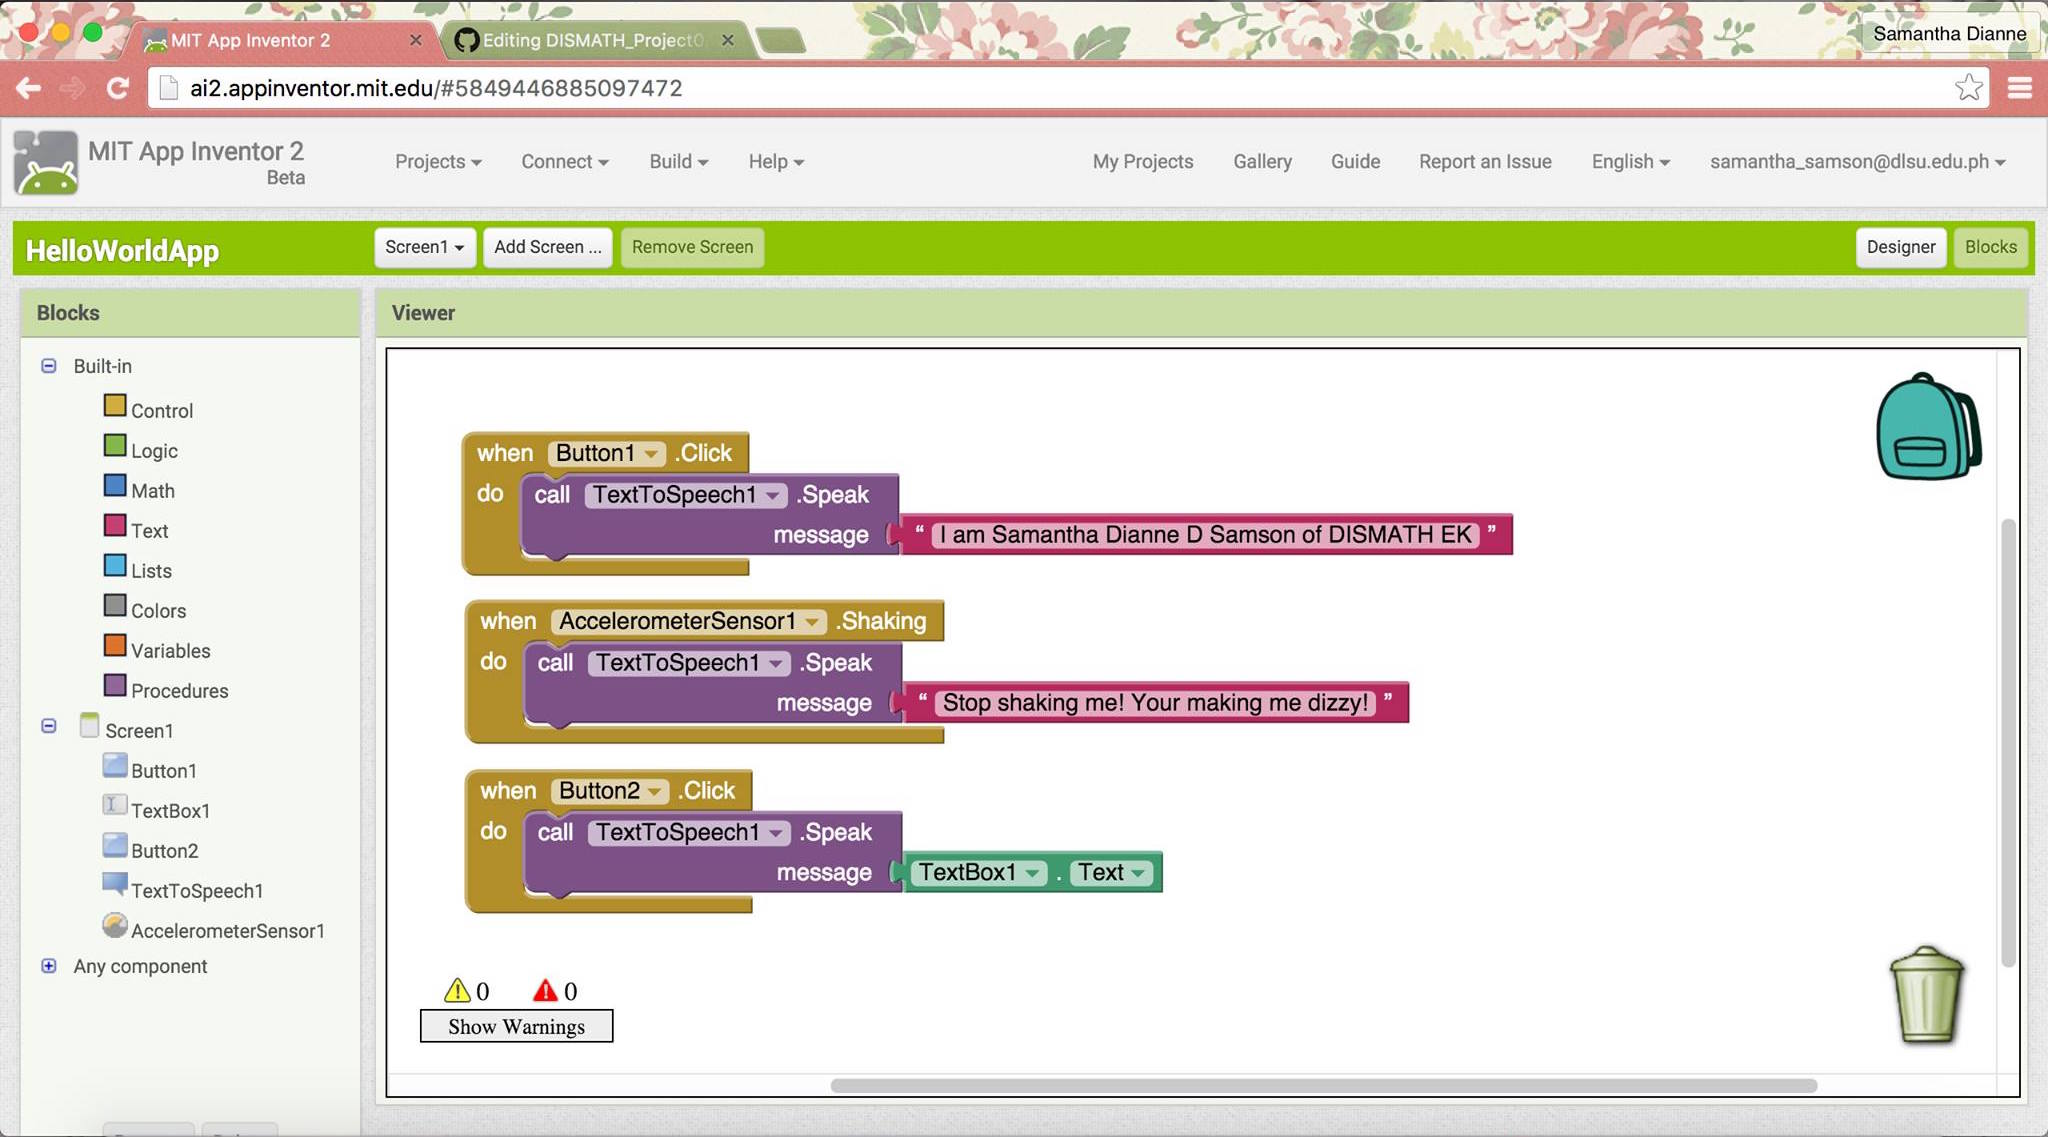 MIT App Inventor 2
Editing DISMATH_Project0
Samantha Dianne
ai2.appinventor.mit.edu/#5849446885097472
MIT App Inventor 2
Beta
Projects Connect Build Help My Projects Gallery Guide Report an Issue English samantha_samson@dlsu.edu.ph
HelloWorldApp Screen1 Add Screen ... Remove Screen Designer Blocks
Blocks
Built-in
Control
Logic
Math
Text
Lists
Colors
Variables
Procedures
Screen1
Button1
TextBox1
Button2
TextToSpeech1
AccelerometerSensor1
Any component
Viewer
when Button1 .Click
do call TextToSpeech1 .Speak
message “ I am Samantha Dianne D Samson of DISMATH EK ”
when AccelerometerSensor1 .Shaking
do call TextToSpeech1 .Speak
message “ Stop shaking me! Your making me dizzy! ”
when Button2 .Click
do call TextToSpeech1 .Speak
message TextBox1 . Text
0 0
Show Warnings